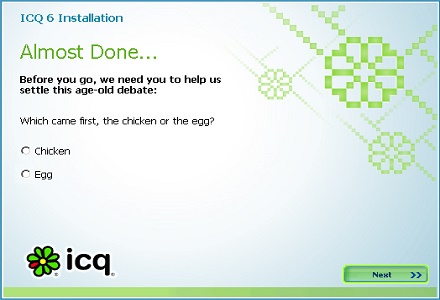 ICQ 6 Installation
Almost Done...
Before you go, we need you to help us
settle this age-old debate:
Which came first, the chicken or the egg?
Chicken
Egg
icq
Next >>